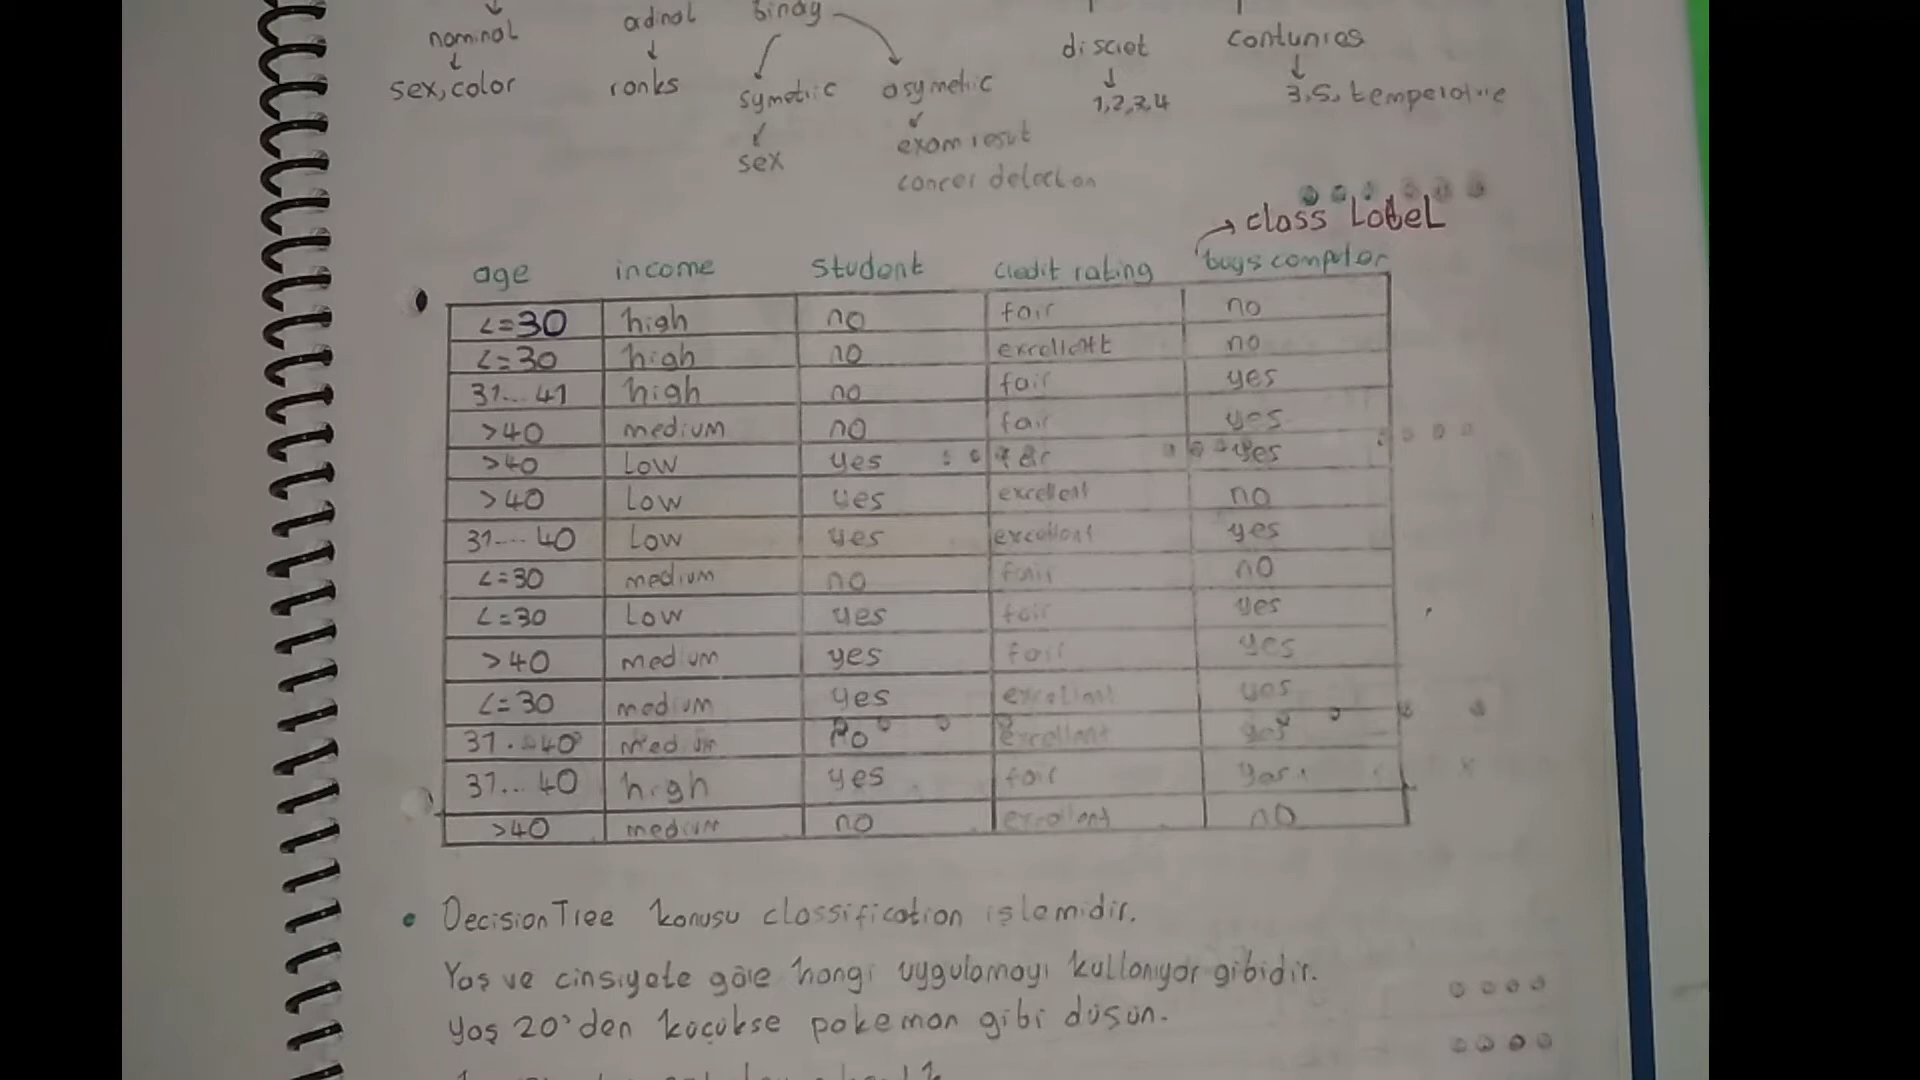 nominal ordinal binary discret contunies
sex, color ranks symetric asymetric 1,2,3,4 3,5, temperature
sex exam result
cancer detection
class Label
age income student credit rating buys computer
<=30 high no fair no
<=30 high no excellent no
31...41 high no fair yes
>40 medium no fair yes
>40 Low yes yes
>40 Low yes excellent no
31....40 Low yes excellent yes
<=30 medium no fair no
<=30 Low yes fair yes
>40 medium yes fair yes
<=30 medium yes excellent yes
31..40 medium no excellent yes
31...40 high yes fair yes
>40 medium no excellent no
• Decision Tree konusu classification işlemidir.
Yaş ve cinsiyete göre hangi uygulamayı kullanıyor gibidir.
yaş 20'den küçükse pokemon gibi düşün.